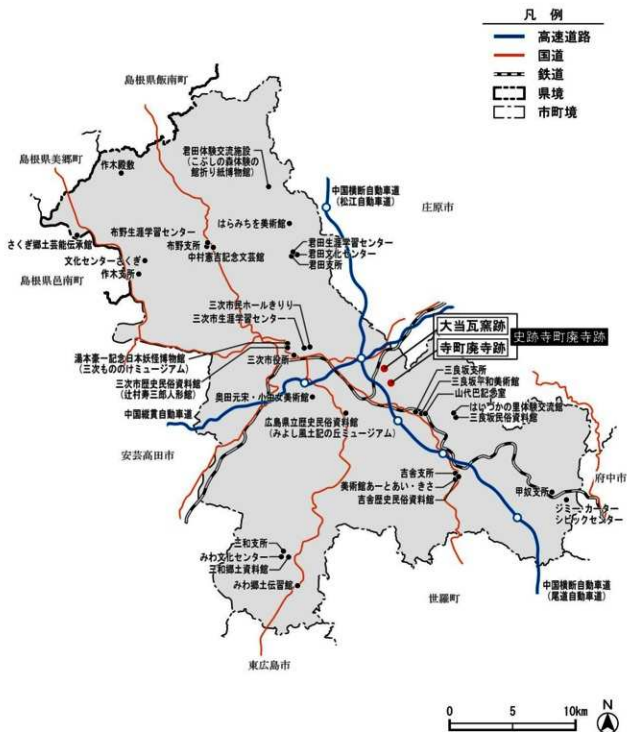 凡 例
高速道路
国道
鉄道
県境
市町境
島根県飯南町
島根県美郷町
作木殿敷
君田体験交流施設
(こぶしの森体験の
館折り紙博物館)
中国横断自動車道
(松江自動車道)
庄原市
はらみちを美術館
布野生涯学習センター
布野支所
中村憲吉記念文芸館
さくぎ郷土芸能伝承館
文化センターさくぎ
作木支所
君田生涯学習センター
君田文化センター
君田支所
島根県邑南町
三次市民ホールきりり
三次市生涯学習センター
大当瓦窯跡
寺町廃寺跡
史跡寺町廃寺跡
湯本豪一記念日本妖怪博物館
(三次もののけミュージアム)
三次市役所
三次市歴史民俗資料館
(辻村寿三郎人形館)
奥田元宋・小由女美術館
三良坂支所
三良坂平和美術館
山代巴記念室
はいづかの里体験交流館
三良坂民俗資料館
中国縦貫自動車道
広島県立歴史民俗資料館
(みよし風土記の丘ミュージアム)
安芸高田市
吉舎支所
美術館あーとあい・きさ
吉舎歴史民俗資料館
府中市
甲奴支所
ジミー・カーター
シビックセンター
三和支所
みわ文化センター
三和郷土資料館
みわ郷土伝習館
中国横断自動車道
(尾道自動車道)
世羅町
東広島市
0 5 10km
N